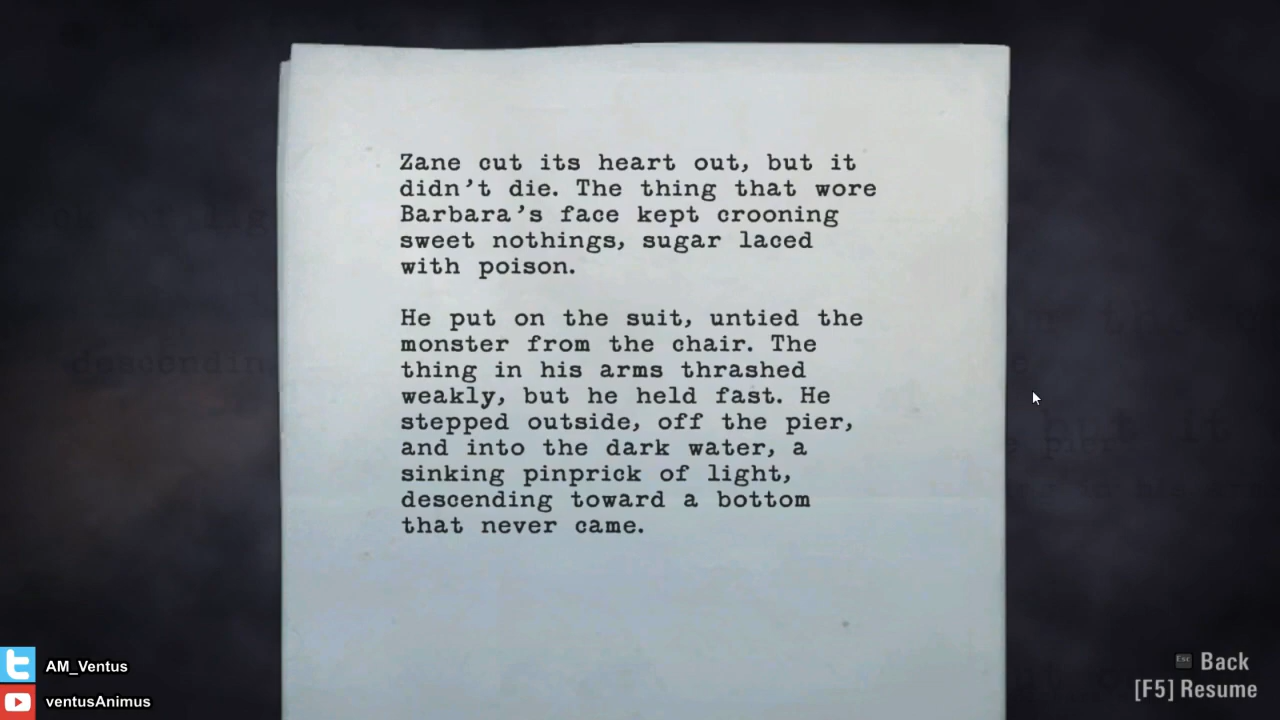 Zane cut its heart out, but it
didn't die. The thing that wore
Barbara's face kept crooning
sweet nothings, sugar laced
with poison.
He put on the suit, untied the
monster from the chair. The
thing in his arms thrashed
weakly, but he held fast. He
stepped outside, off the pier,
and into the dark water, a
sinking pinprick of light,
descending toward a bottom
that never came.
AM_Ventus
ventusAnimus
Esc Back
[F5] Resume